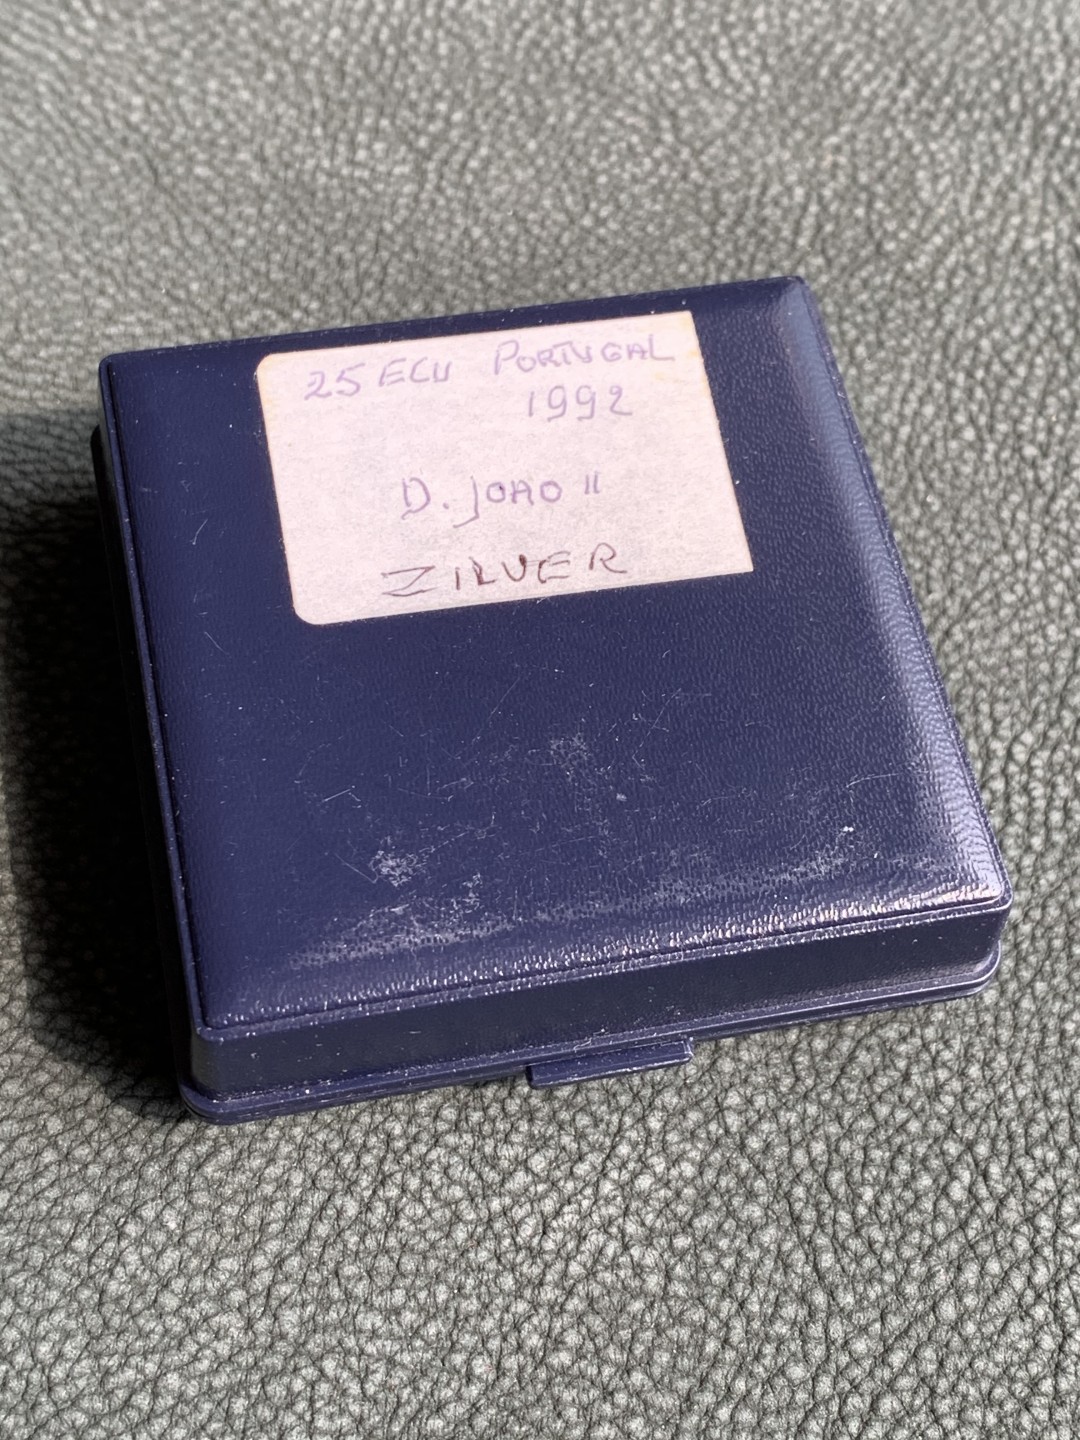 25 ECU PORTUGAL
1992
D. JOAO II
ZILVER